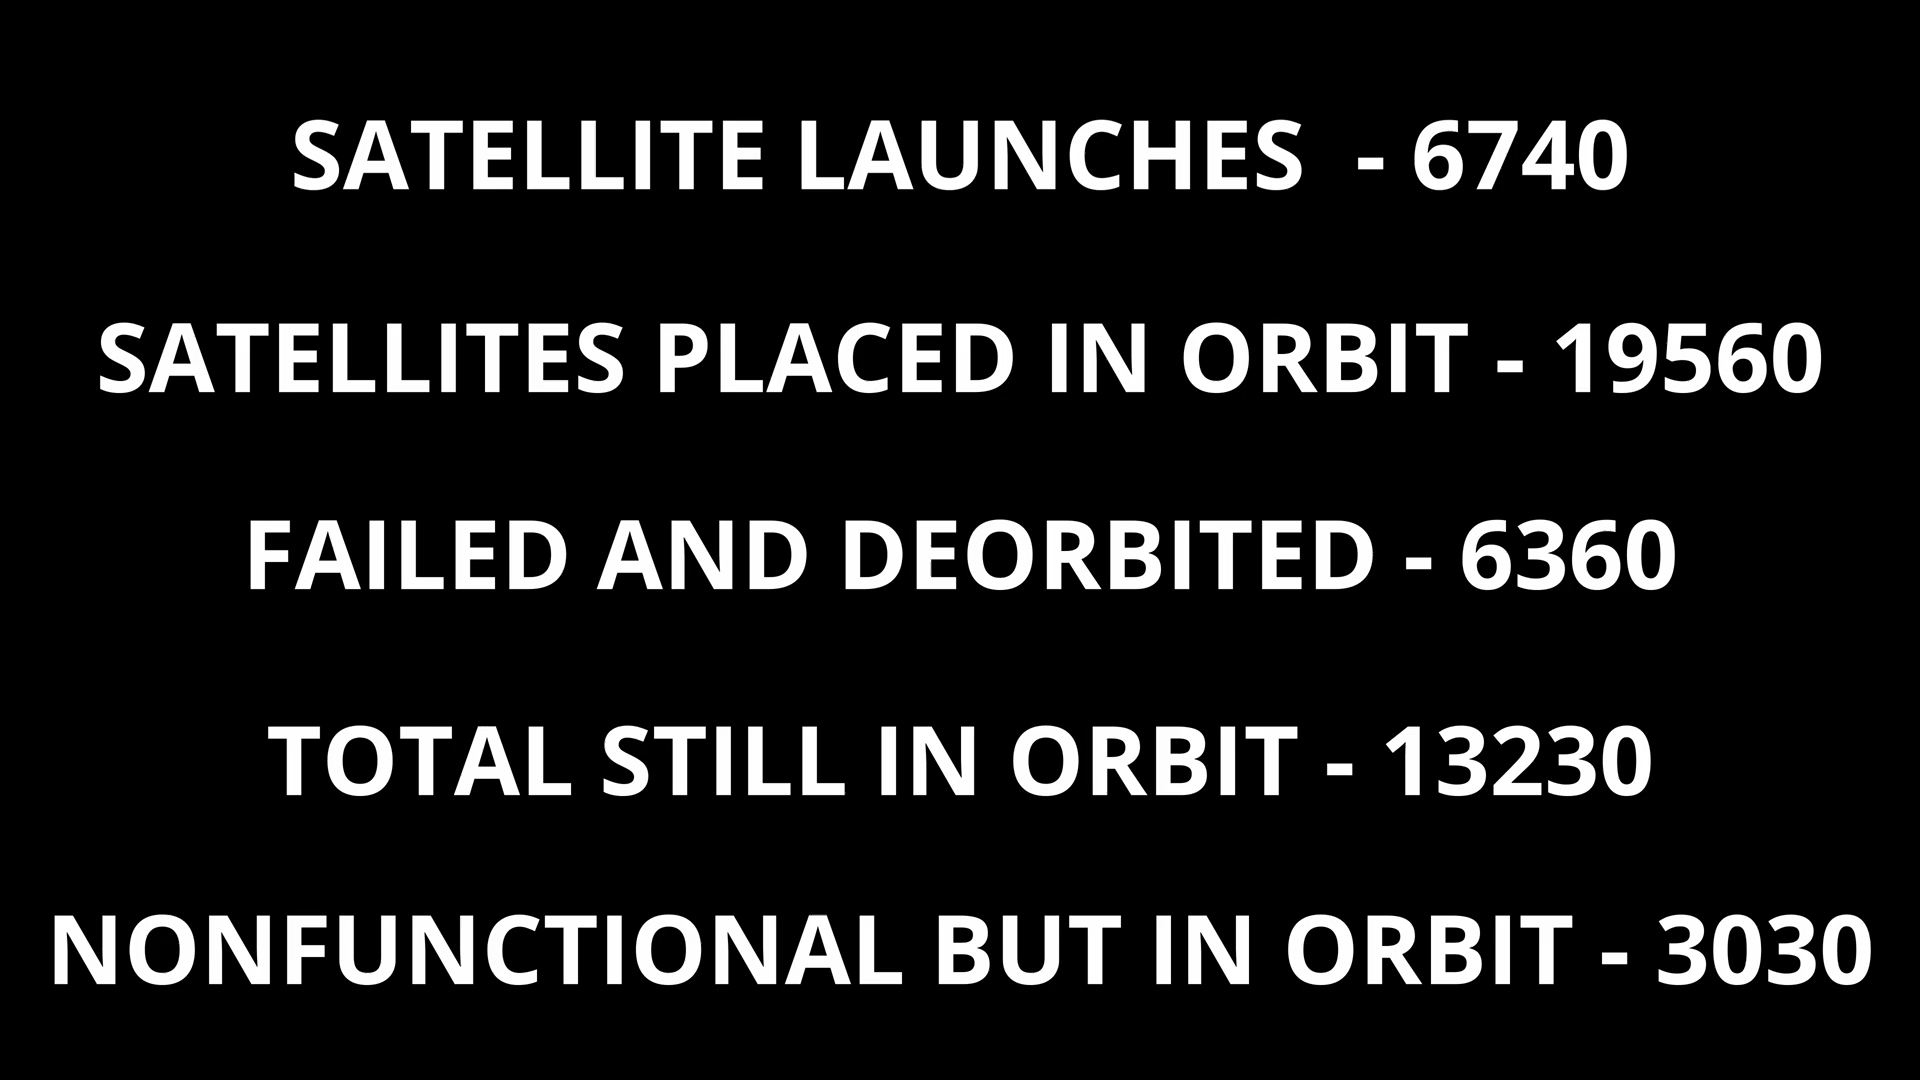 SATELLITE LAUNCHES  - 6740
SATELLITES PLACED IN ORBIT - 19560
FAILED AND DEORBITED - 6360
TOTAL STILL IN ORBIT - 13230
NONFUNCTIONAL BUT IN ORBIT - 3030